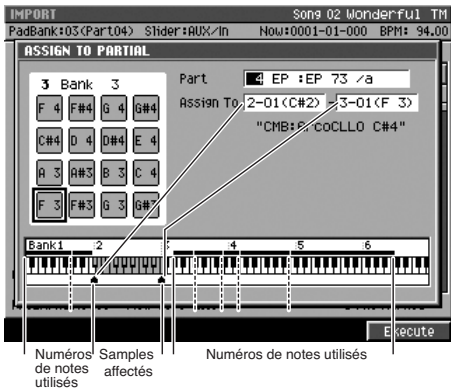 IMPORT Song 02 Wonderful TM
PadBank:03(Part04) Slider:AUX/In Now:0001-01-000 BPM: 94.00
ASSIGN TO PARTIAL
3 Bank 3
Part 4 EP :EP 73 /a
Assign To 2-01(C#2) - 3-01(F 3)
"CMB:ArcoCLLO C#4"
F 4 F#4 G 4 G#4
C#4 D 4 D#4 E 4
A 3 A#3 B 3 C 4
F 3 F#3 G 3 G#3
Bank1 :2 :3 :4 :5 :6
Execute
Numéros de notes utilisés
Samples affectés
Numéros de notes utilisés